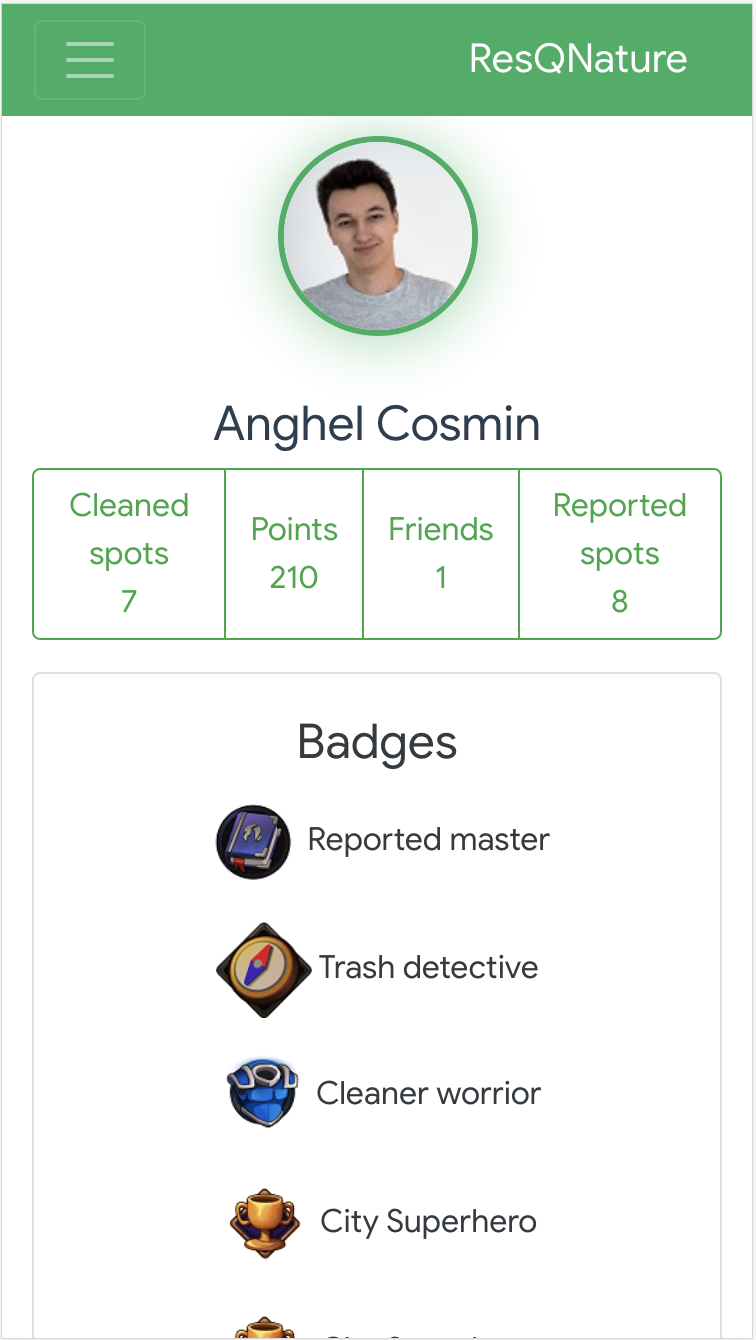 ResQNature
Anghel Cosmin
Cleaned
spots
7
Points
210
Friends
1
Reported
spots
8
Badges
Reported master
Trash detective
Cleaner worrior
City Superhero